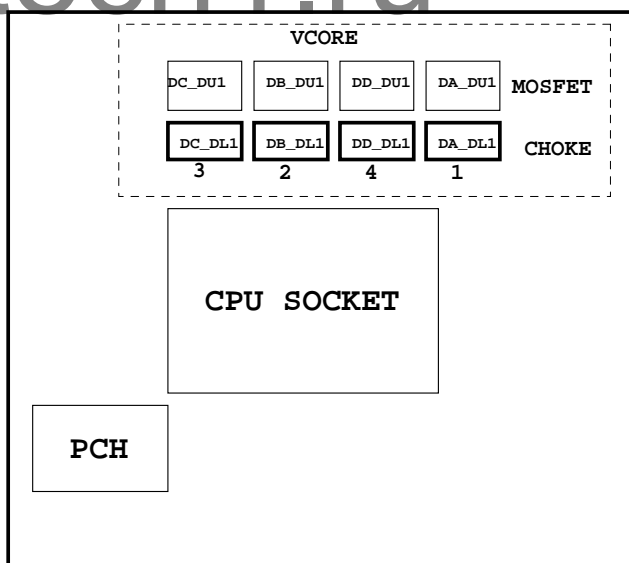 VCORE
DC_DU1 DB_DU1 DD_DU1 DA_DU1 MOSFET
DC_DL1 DB_DL1 DD_DL1 DA_DL1 CHOKE
3 2 4 1
CPU SOCKET
PCH